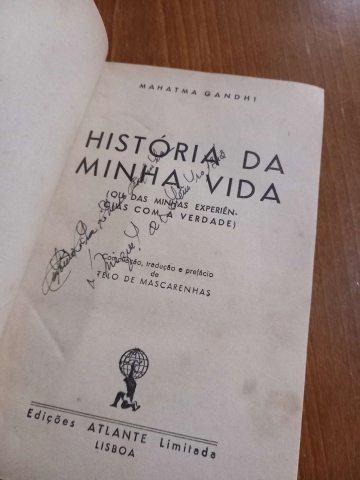 MAHATMA GANDHI
HISTÓRIA DA
MINHA VIDA
(OU DAS MINHAS EXPERIÊN-
CIAS COM A VERDADE)
Coordenação, tradução e prefácio
de
TELO DE MASCARENHAS
Edições ATLANTE Limitada
LISBOA